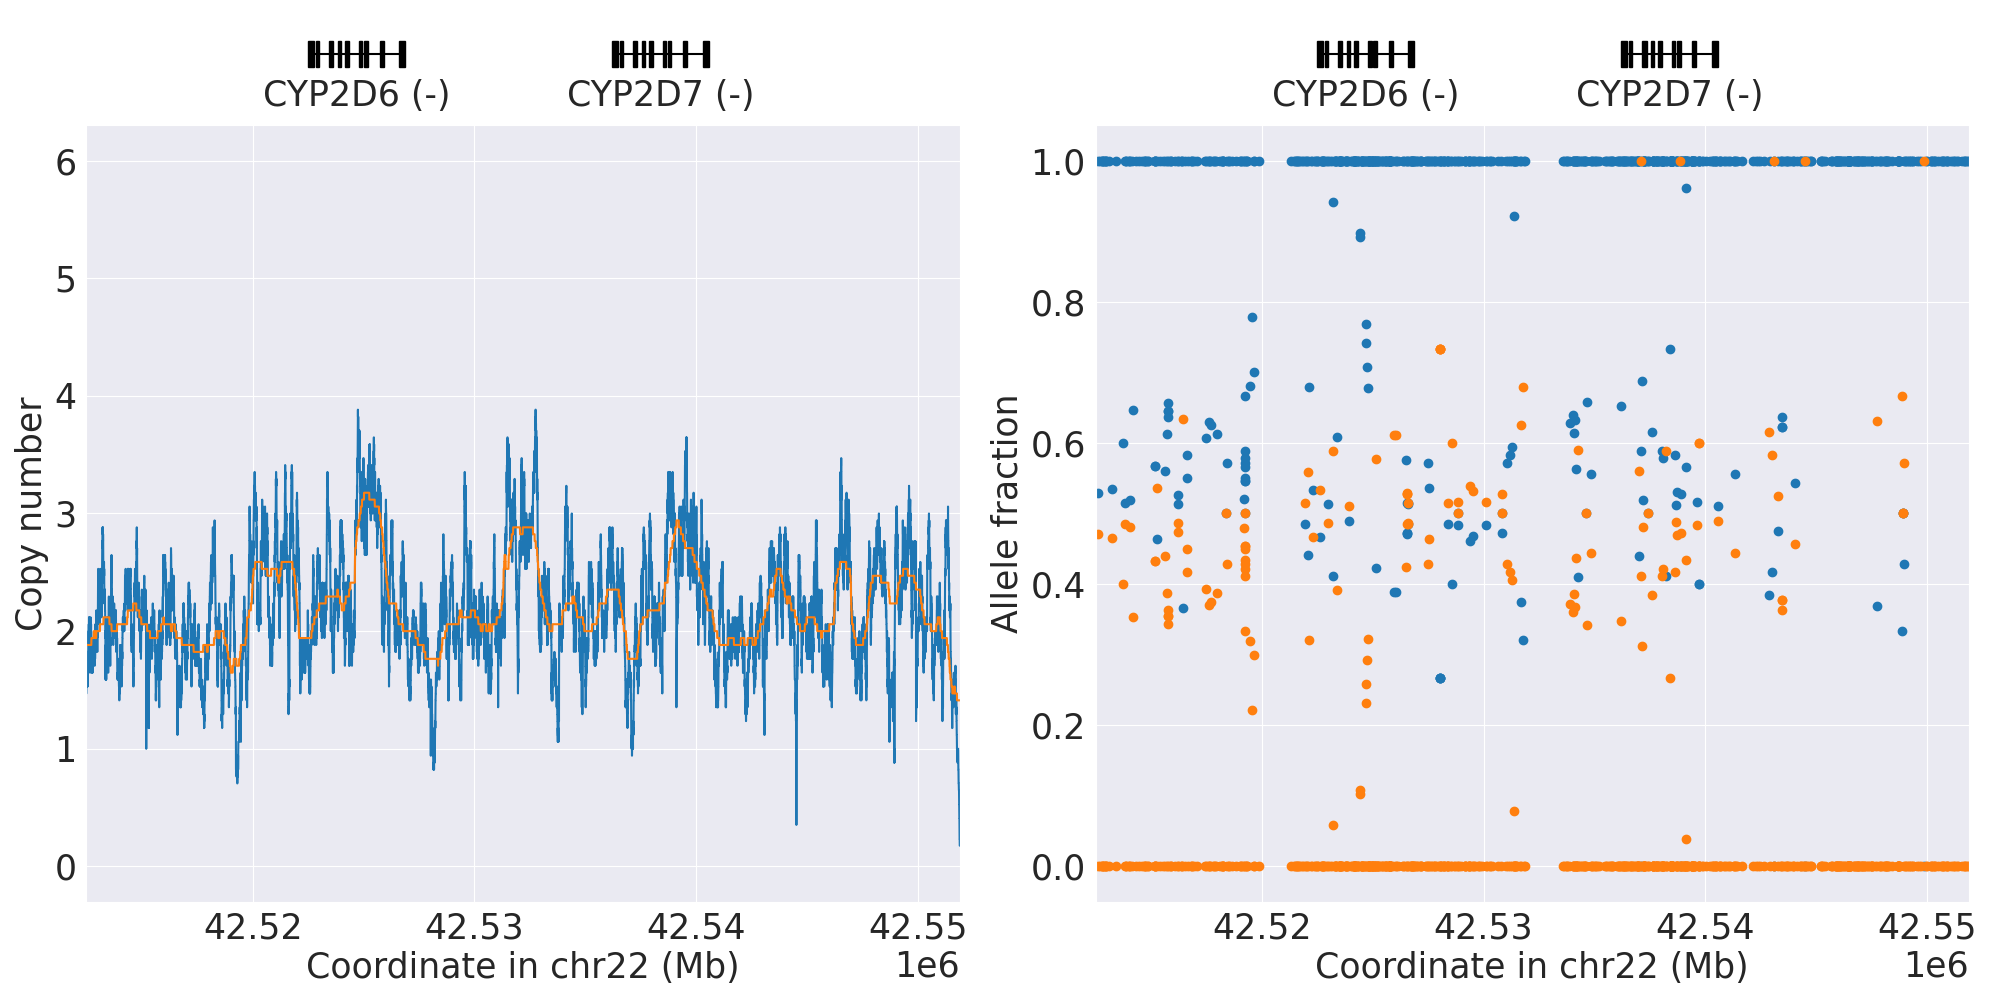 CYP2D6 (-)
CYP2D7 (-)
6
5
4
3
2
1
0
Copy number
42.52
42.53
42.54
42.55
Coordinate in chr22 (Mb)
1e6
CYP2D6 (-)
CYP2D7 (-)
1.0
0.8
0.6
0.4
0.2
0.0
Allele fraction
42.52
42.53
42.54
42.55
Coordinate in chr22 (Mb)
1e6